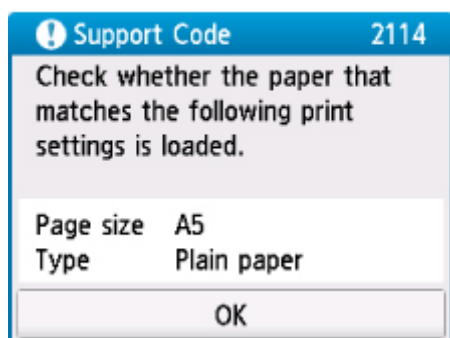 Support Code 2114
Check whether the paper that
matches the following print
settings is loaded.
Page size A5
Type Plain paper
OK